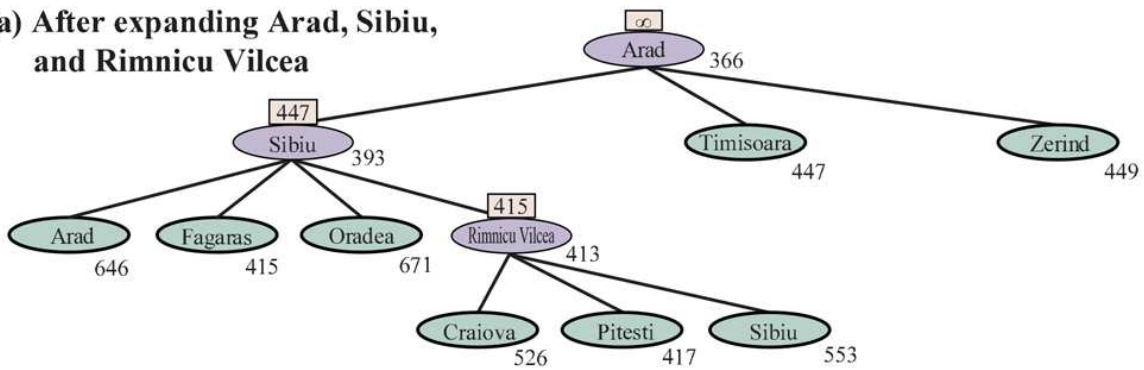 a) After expanding Arad, Sibiu,
and Rimnicu Vilcea
∞
Arad
366
447
Sibiu
393
Timisoara
447
Zerind
449
Arad
646
Fagaras
415
Oradea
671
415
Rimnicu Vilcea
413
Craiova
526
Pitesti
417
Sibiu
553